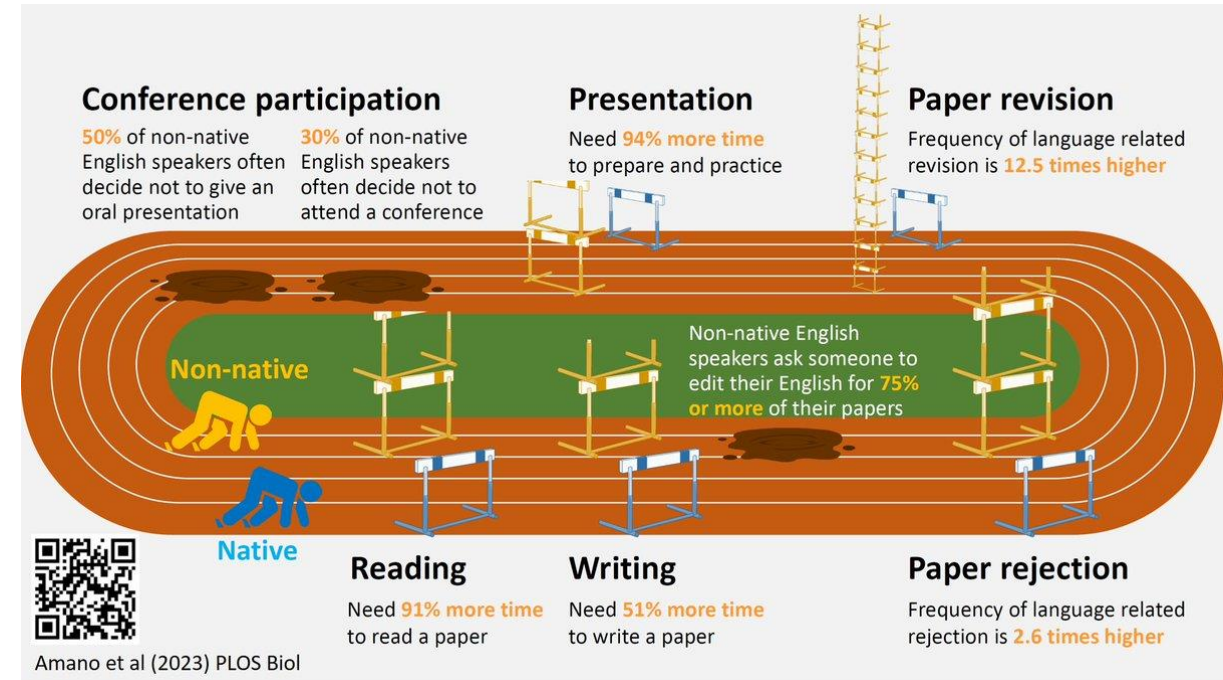 Conference participation
50% of non-native
English speakers often
decide not to give an
oral presentation
30% of non-native
English speakers
often decide not to
attend a conference
Presentation
Need 94% more time
to prepare and practice
Paper revision
Frequency of language related
revision is 12.5 times higher
Non-native English
speakers ask someone to
edit their English for 75%
or more of their papers
Non-native
Native
Reading
Need 91% more time
to read a paper
Writing
Need 51% more time
to write a paper
Paper rejection
Frequency of language related
rejection is 2.6 times higher
Amano et al (2023) PLOS Biol